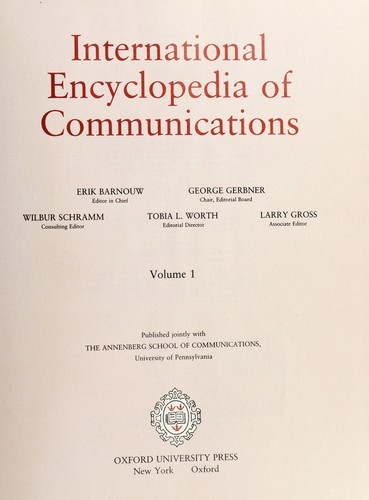 International
Encyclopedia of
Communications
ERIK BARNOUW GEORGE GERBNER
Editor in Chief Chair, Editorial Board
WILBUR SCHRAMM TOBIA L. WORTH LARRY GROSS
Consulting Editor Editorial Director Associate Editor
Volume 1
Published jointly with
THE ANNENBERG SCHOOL OF COMMUNICATIONS,
University of Pennsylvania
OXFORD UNIVERSITY PRESS
New York Oxford